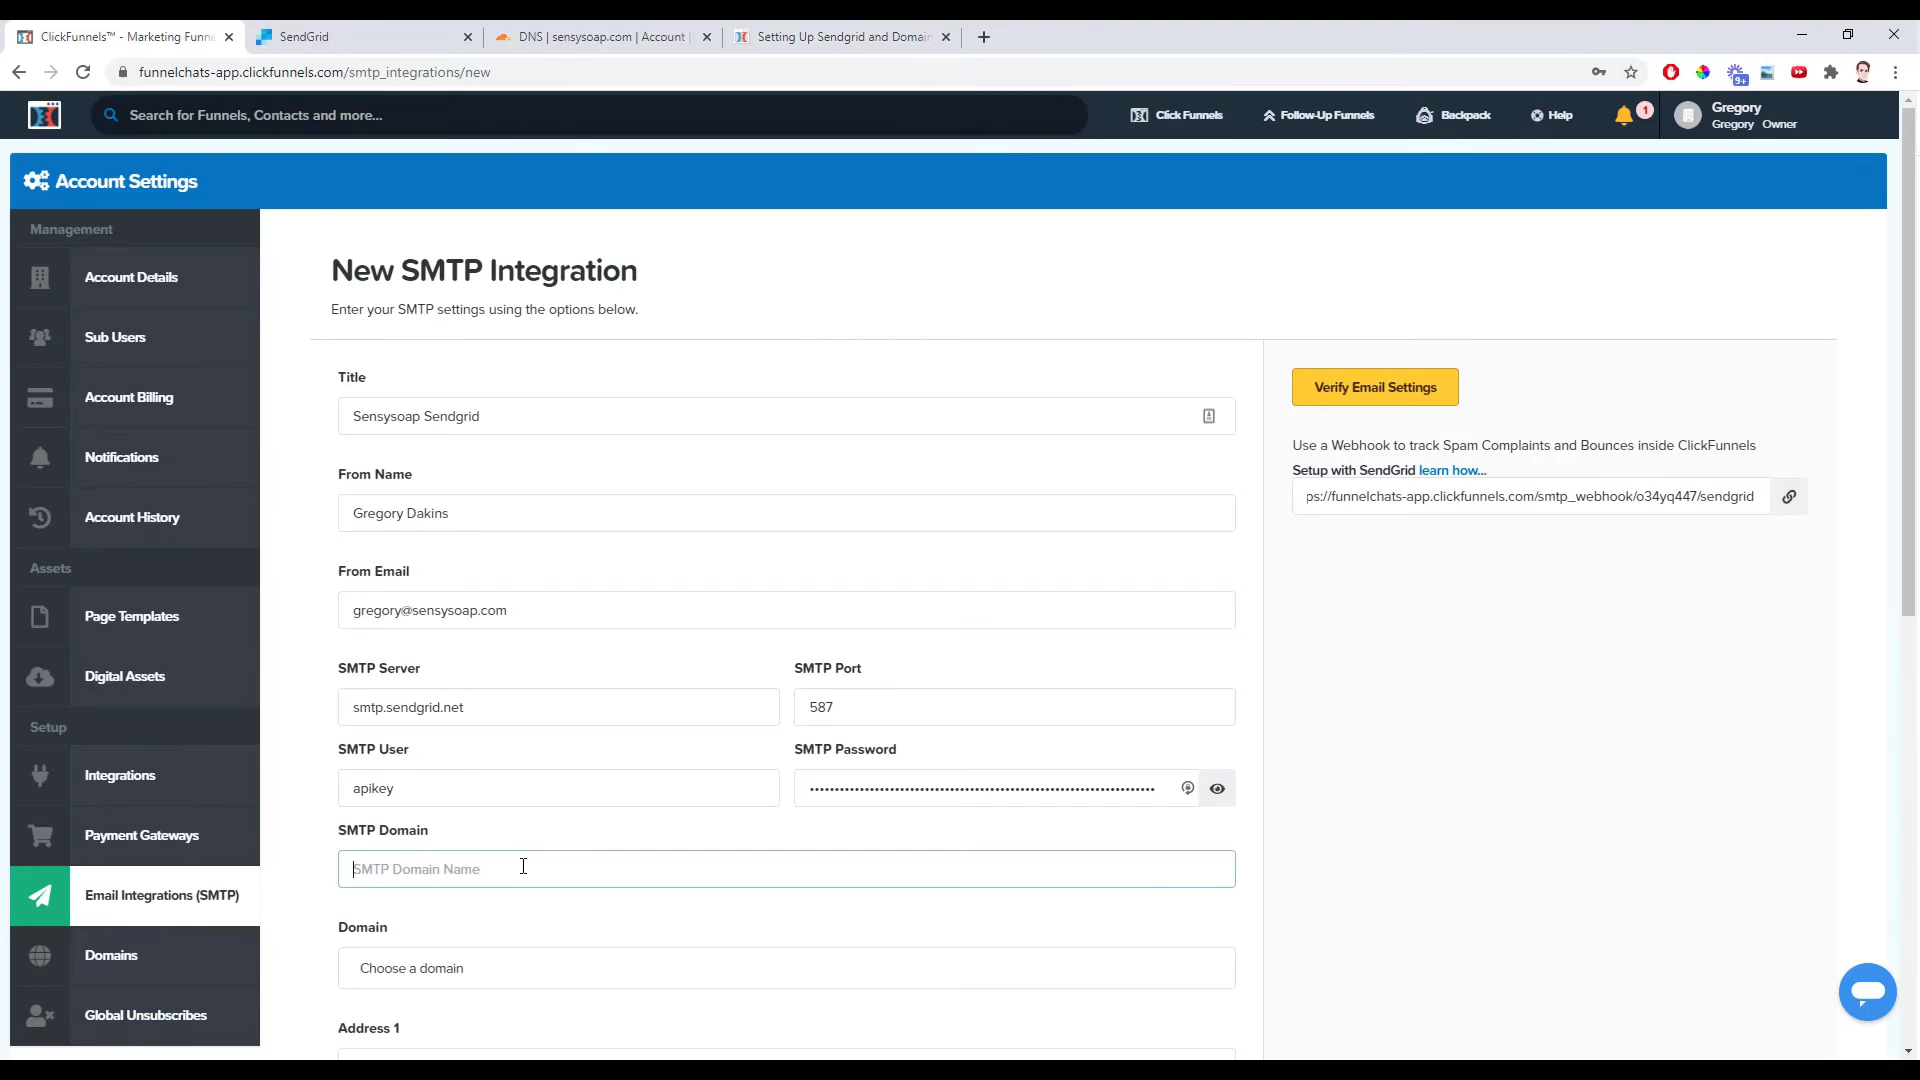 ClickFunnels™ - Marketing Funne
SendGrid
DNS | sensysoap.com | Account |
Setting Up Sendgrid and Domain
funnelchats-app.clickfunnels.com/smtp_integrations/new
9+
Search for Funnels, Contacts and more...
Click Funnels
Follow-Up Funnels
Backpack
Help
1
Gregory
Gregory Owner
Account Settings
Management
Account Details
Sub Users
Account Billing
Notifications
Account History
Assets
Page Templates
Digital Assets
Setup
Integrations
Payment Gateways
Email Integrations (SMTP)
Domains
Global Unsubscribes
New SMTP Integration
Enter your SMTP settings using the options below.
Title
Sensysoap Sendgrid
From Name
Gregory Dakins
From Email
gregory@sensysoap.com
SMTP Server
SMTP Port
smtp.sendgrid.net
587
SMTP User
SMTP Password
apikey
SMTP Domain
SMTP Domain Name
Domain
Choose a domain
Address 1
Verify Email Settings
Use a Webhook to track Spam Complaints and Bounces inside ClickFunnels
Setup with SendGrid learn how...
ps://funnelchats-app.clickfunnels.com/smtp_webhook/o34yq447/sendgrid